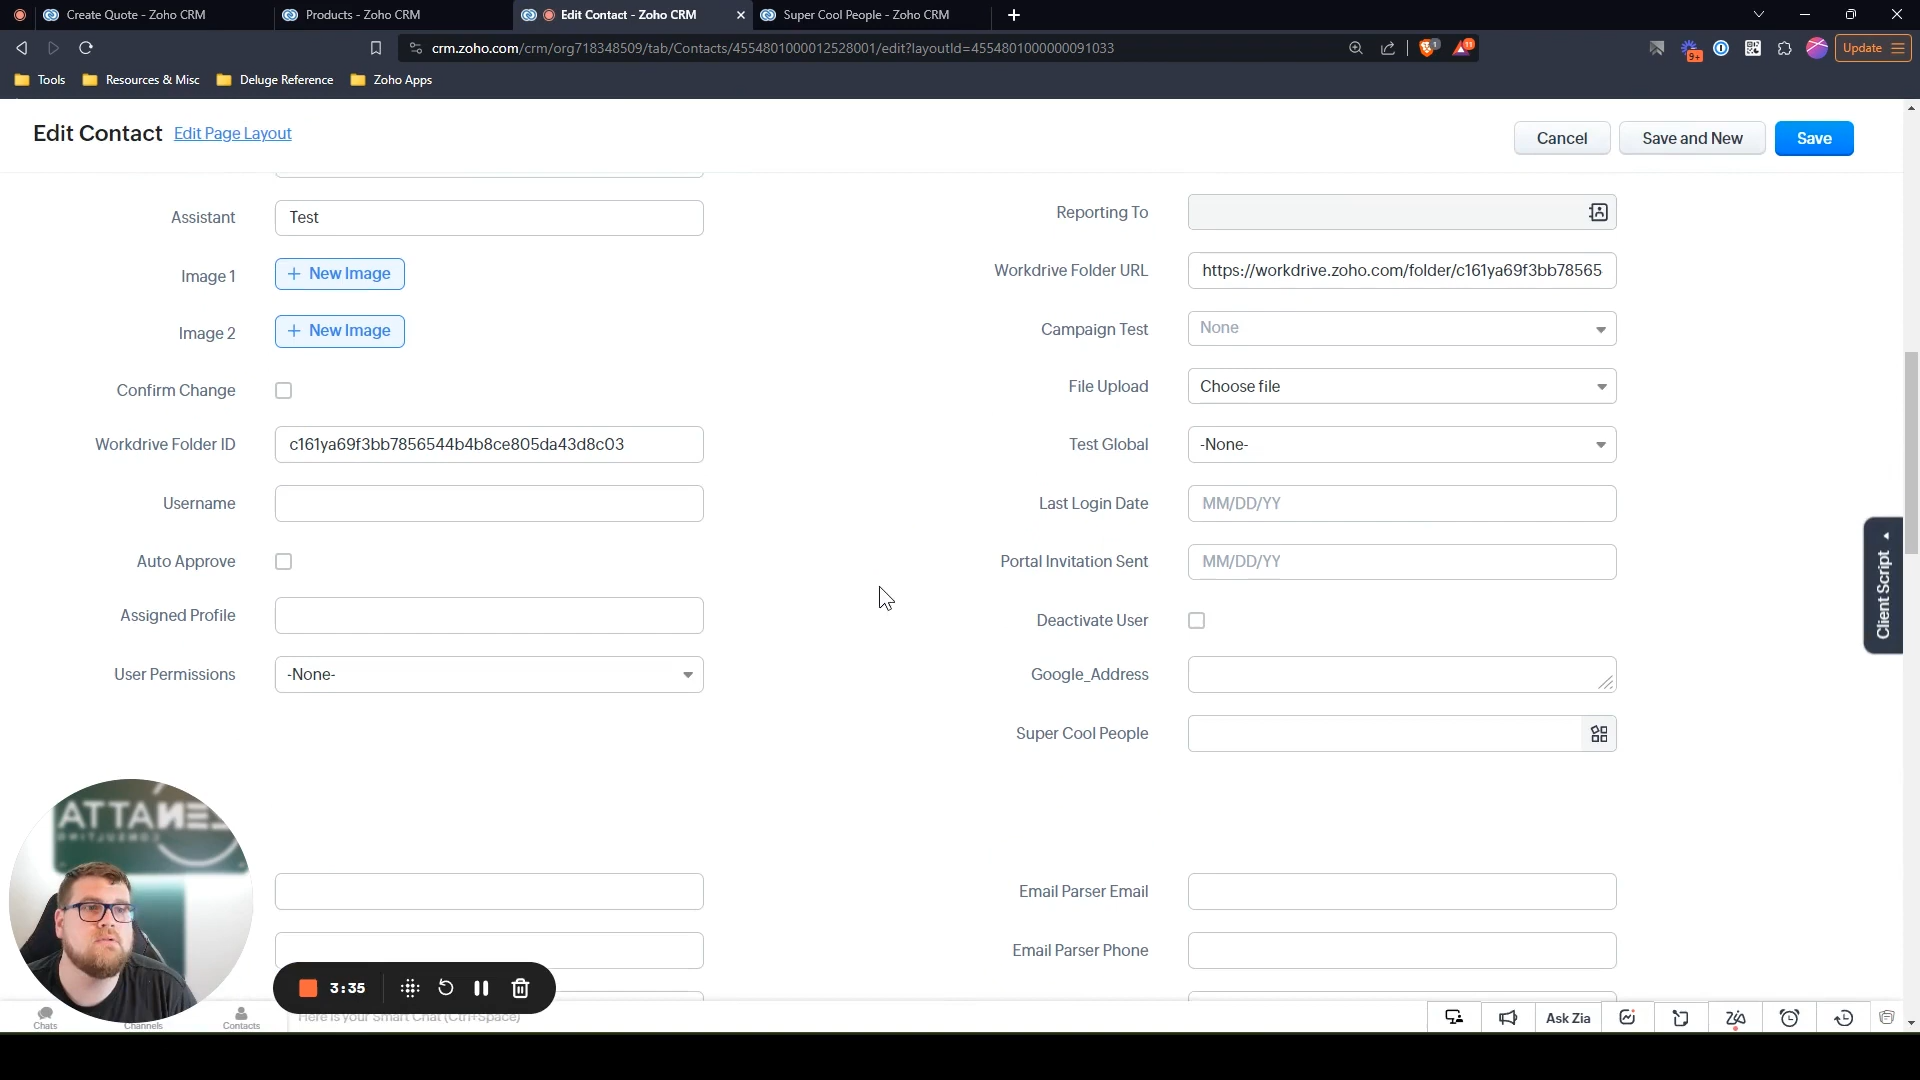 Create Quote - Zoho CRM
Products - Zoho CRM
Edit Contact - Zoho CRM
Super Cool People - Zoho CRM
crm.zoho.com/crm/org718348509/tab/Contacts/4554801000012528001/edit?layoutId=4554801000000091033
1
11
9+
Update
Tools
Resources & Misc
Deluge Reference
Zoho Apps
Edit Contact
Edit Page Layout
Cancel
Save and New
Save
Assistant
Test
Reporting To
Image 1
New Image
Workdrive Folder URL
https://workdrive.zoho.com/folder/c161ya69f3bb78565
Image 2
New Image
Campaign Test
None
Confirm Change
File Upload
Choose file
Workdrive Folder ID
c161ya69f3bb7856544b4b8ce805da43d8c03
Test Global
-None-
Username
Last Login Date
MM/DD/YY
Auto Approve
Portal Invitation Sent
MM/DD/YY
Client Script
Assigned Profile
Deactivate User
User Permissions
-None-
Google_Address
Super Cool People
Email Parser Email
Email Parser Phone
3:35
Chats
Channels
Contacts
Here is your Smart Chat (Ctrl+Space)
Ask Zia